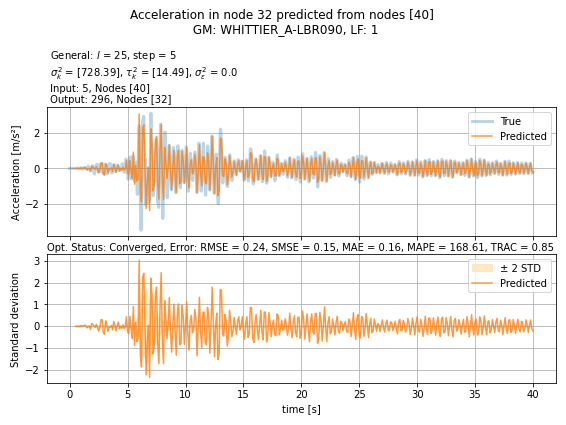 Acceleration in node 32 predicted from nodes [40]
GM: WHITTIER_A-LBR090, LF: 1
General: l = 25, step = 5
σ²ₖ = [728.39], τ²ₖ = [14.49], σ²ε = 0.0
Input: 5, Nodes [40]
Output: 296, Nodes [32]
True
Predicted
Acceleration [m/s²]
2
0
−2
Opt. Status: Converged, Error: RMSE = 0.24, SMSE = 0.15, MAE = 0.16, MAPE = 168.61, TRAC = 0.85
± 2 STD
Predicted
Standard deviation
3
2
1
0
−1
−2
0 5 10 15 20 25 30 35 40
time [s]